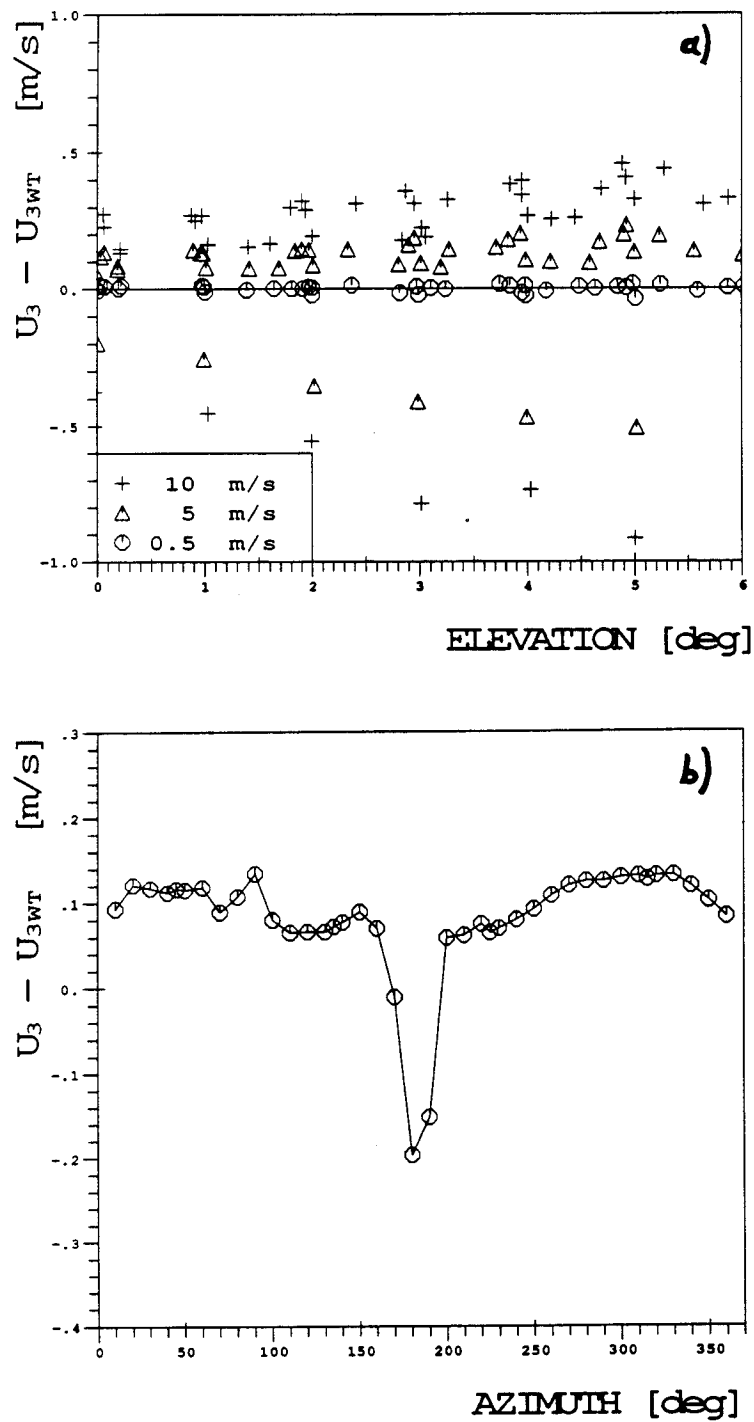 a)
U3 − U3WT [m/s]
1.0
.5
0.
-.5
-1.0
+ 10 m/s
△ 5 m/s
○ 0.5 m/s
0 1 2 3 4 5 6
ELEVATION [deg]
b)
U3 − U3WT [m/s]
.3
.2
.1
0.
-.1
-.2
-.3
-.4
0 50 100 150 200 250 300 350
AZIMUTH [deg]